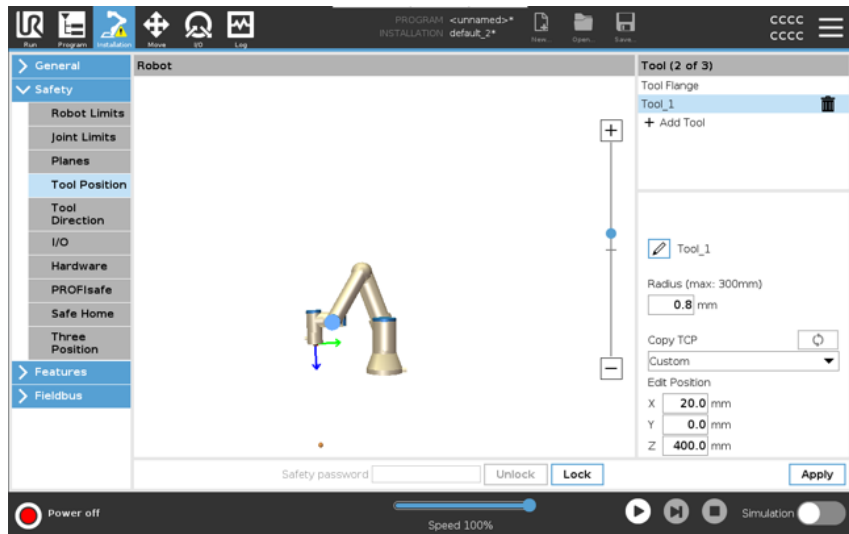 PROGRAM <unnamed>*
INSTALLATION default_2*
UR
Run
Program
Installation
Move
I/O
Log
New...
Open...
Save...
CCCC
CCCC
General
Safety
Robot Limits
Joint Limits
Planes
Tool Position
Tool
Direction
I/O
Hardware
PROFIsafe
Safe Home
Three
Position
Features
Fieldbus
Robot
Tool (2 of 3)
Tool Flange
Tool_1
+ Add Tool
Tool_1
Radius (max: 300mm)
0.8 mm
Copy TCP
Custom
Edit Position
X 20.0 mm
Y 0.0 mm
Z 400.0 mm
Safety password Unlock Lock
Apply
Power off
Speed 100%
Simulation